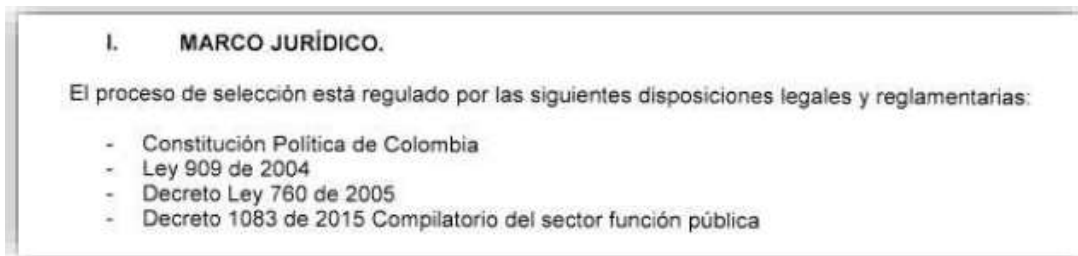 I. MARCO JURÍDICO.
El proceso de selección está regulado por las siguientes disposiciones legales y reglamentarias:
- Constitución Política de Colombia
- Ley 909 de 2004
- Decreto Ley 760 de 2005
- Decreto 1083 de 2015 Compilatorio del sector función pública